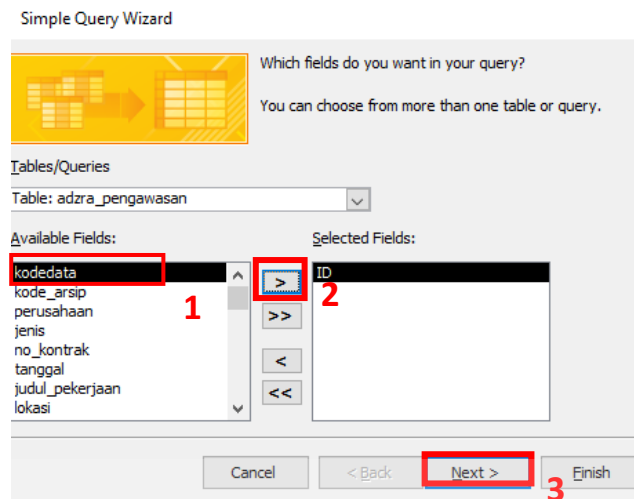 Simple Query Wizard
Which fields do you want in your query?
You can choose from more than one table or query.
Tables/Queries
Table: adzra_pengawasan
Available Fields:
Selected Fields:
kodedata
kode_arsip
perusahaan
jenis
no_kontrak
tanggal
judul_pekerjaan
lokasi
1
>
>>
<
<<
2
ID
Cancel
< Back
Next >
3
Finish